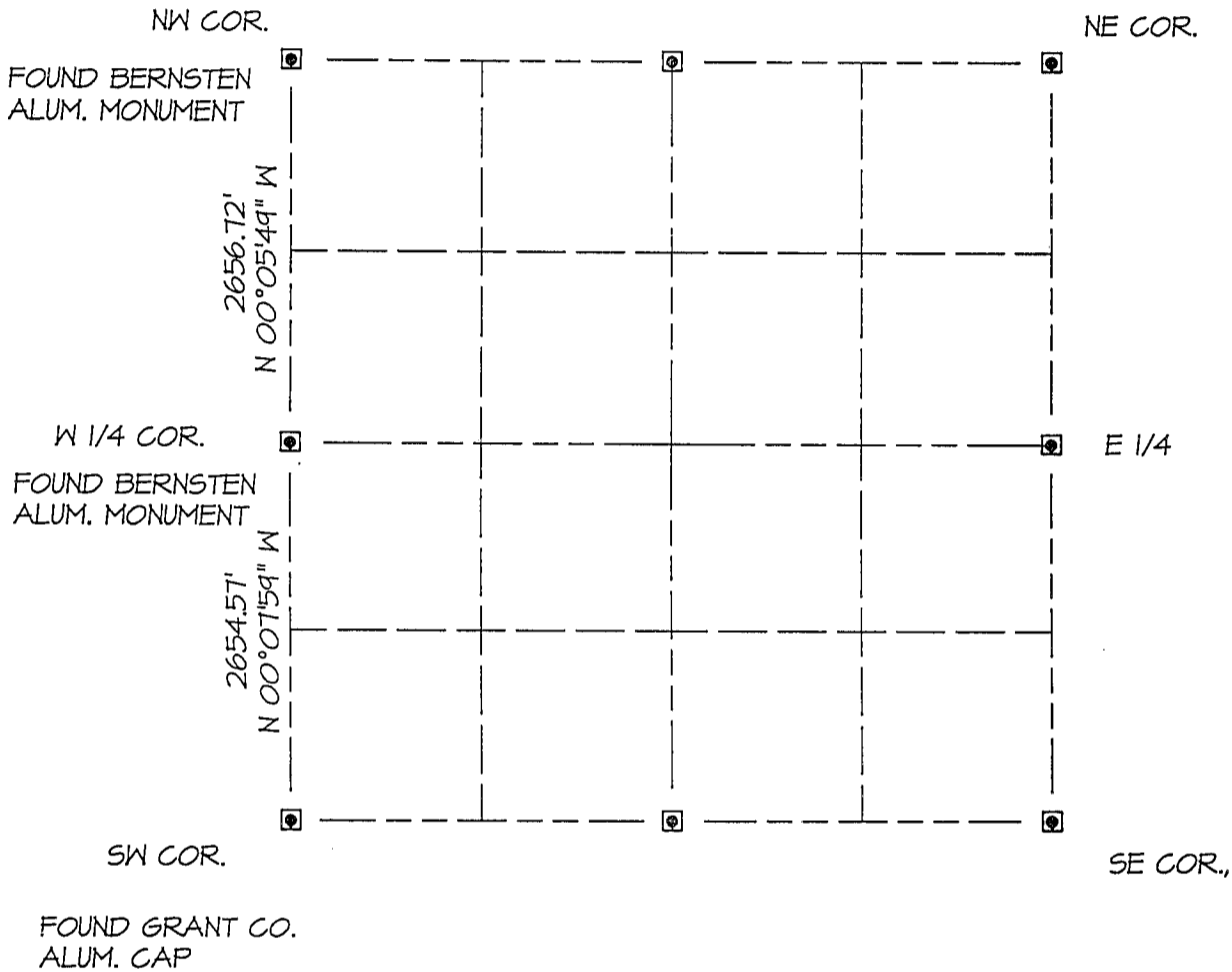 NW COR.
NE COR.
FOUND BERNSTEN
ALUM. MONUMENT
2656.72'
N 00°05'49" W
W 1/4 COR.
E 1/4
FOUND BERNSTEN
ALUM. MONUMENT
2654.57'
N 00°07'59" W
SW COR.
SE COR.,
FOUND GRANT CO.
ALUM. CAP